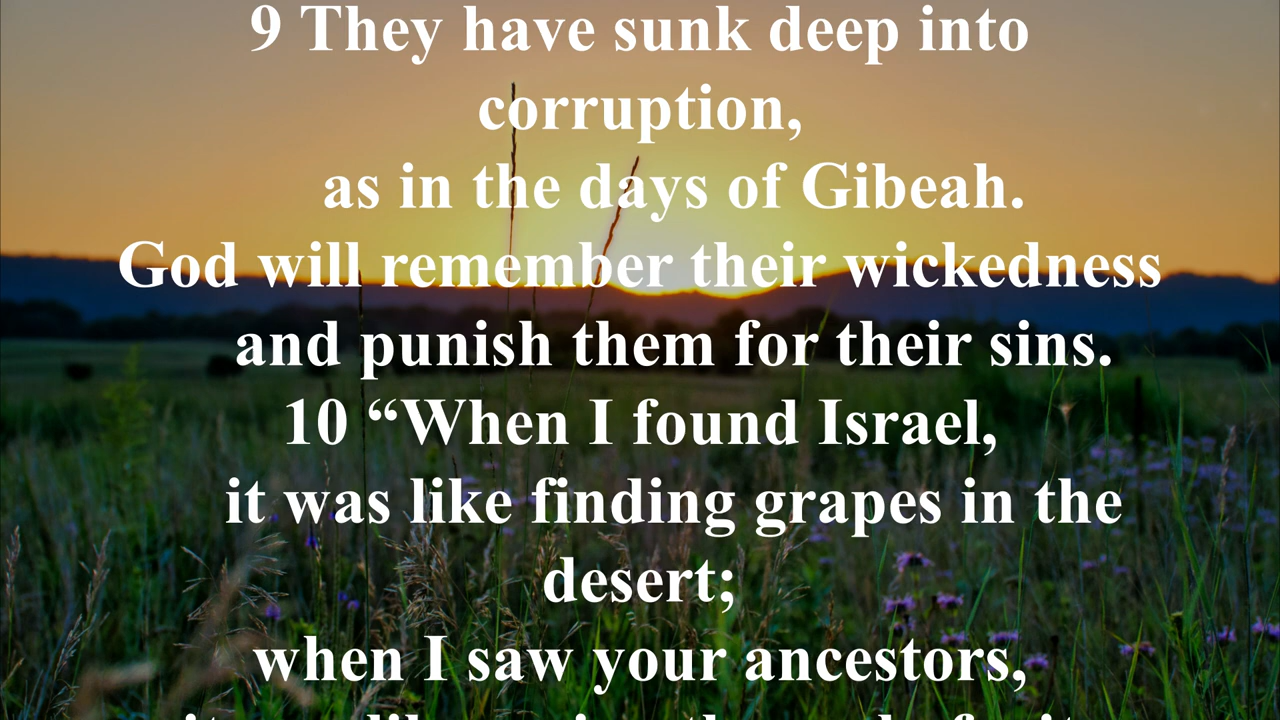 9 They have sunk deep into
corruption,
as in the days of Gibeah.
God will remember their wickedness
and punish them for their sins.
10 “When I found Israel,
it was like finding grapes in the
desert;
when I saw your ancestors,